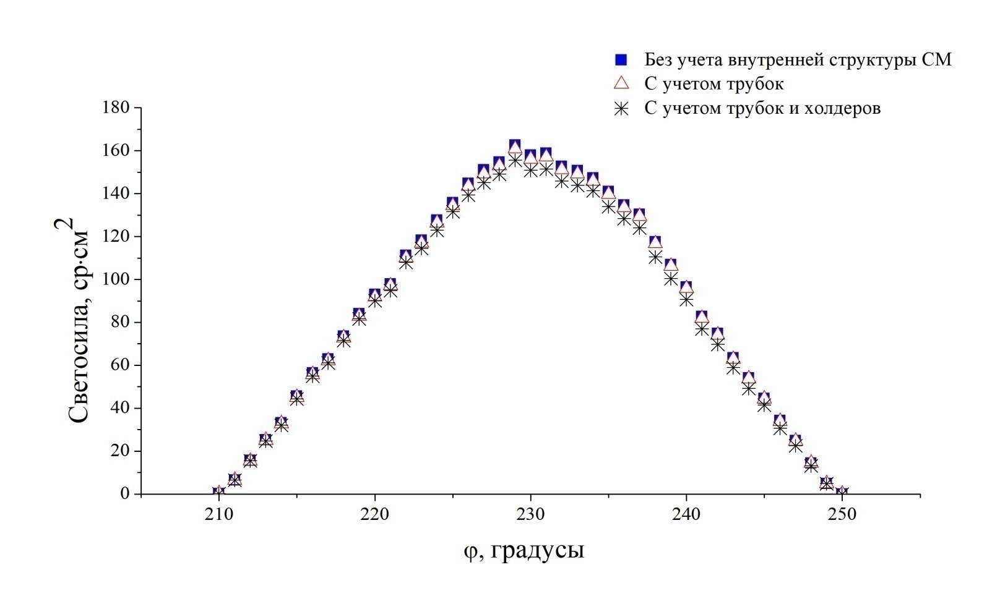 Без учета внутренней структуры СМ
С учетом трубок
С учетом трубок и холдеров
180
160
140
120
100
80
60
40
20
0
Светосила, ср·см²
210 220 230 240 250
φ, градусы